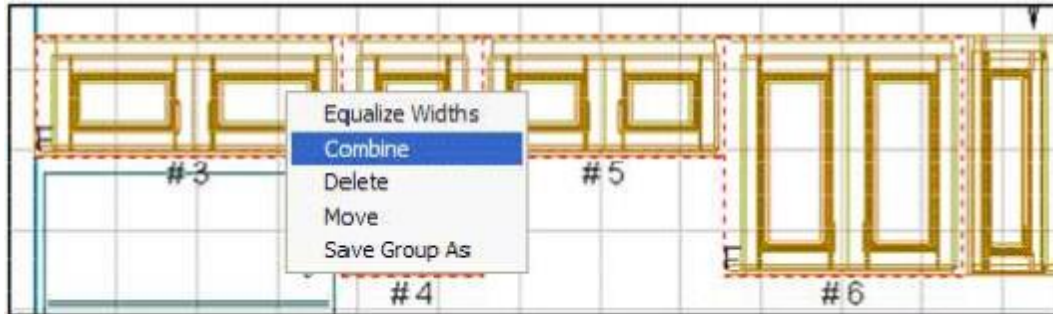 Equalize Widths
Combine
Delete
Move
Save Group As
E
#3
#5
E
#4
#6